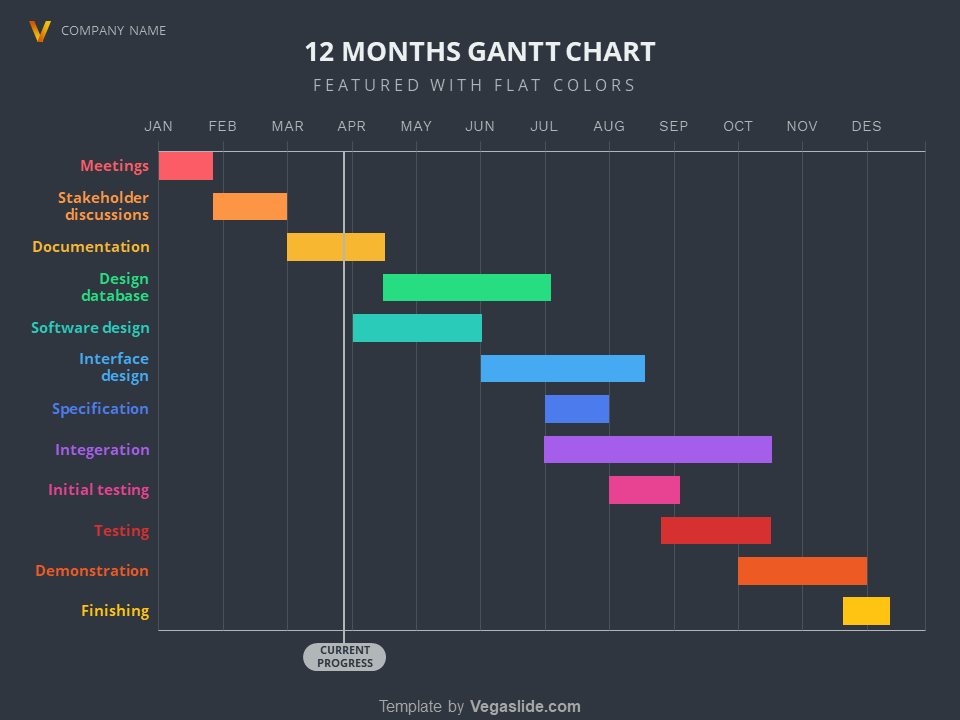 COMPANY NAME
12 MONTHS GANTT CHART
FEATURED WITH FLAT COLORS
JAN FEB MAR APR MAY JUN JUL AUG SEP OCT NOV DES
Meetings
Stakeholder
discussions
Documentation
Design
database
Software design
Interface
design
Specification
Integeration
Initial testing
Testing
Demonstration
Finishing
CURRENT
PROGRESS
Template by Vegaslide.com